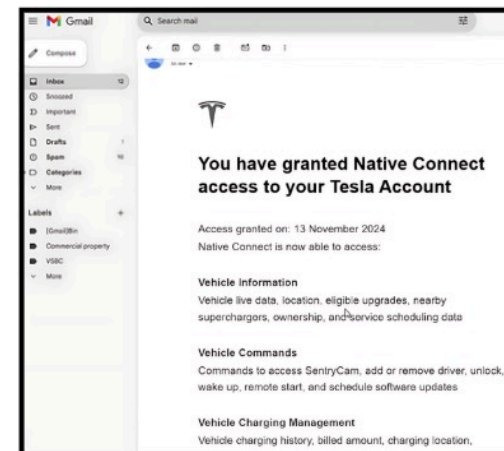 Gmail
Search mail
Compose
Inbox 12
Snoozed
Important
Sent
Drafts
Spam
Categories
More
Labels
[Gmail]Bin
Commercial property
VSBC
More
to me
You have granted Native Connect
access to your Tesla Account
Access granted on: 13 November 2024
Native Connect is now able to access:
Vehicle Information
Vehicle live data, location, eligible upgrades, nearby
superchargers, ownership, and service scheduling data
Vehicle Commands
Commands to access SentryCam, add or remove driver, unlock,
wake up, remote start, and schedule software updates
Vehicle Charging Management
Vehicle charging history, billed amount, charging location,